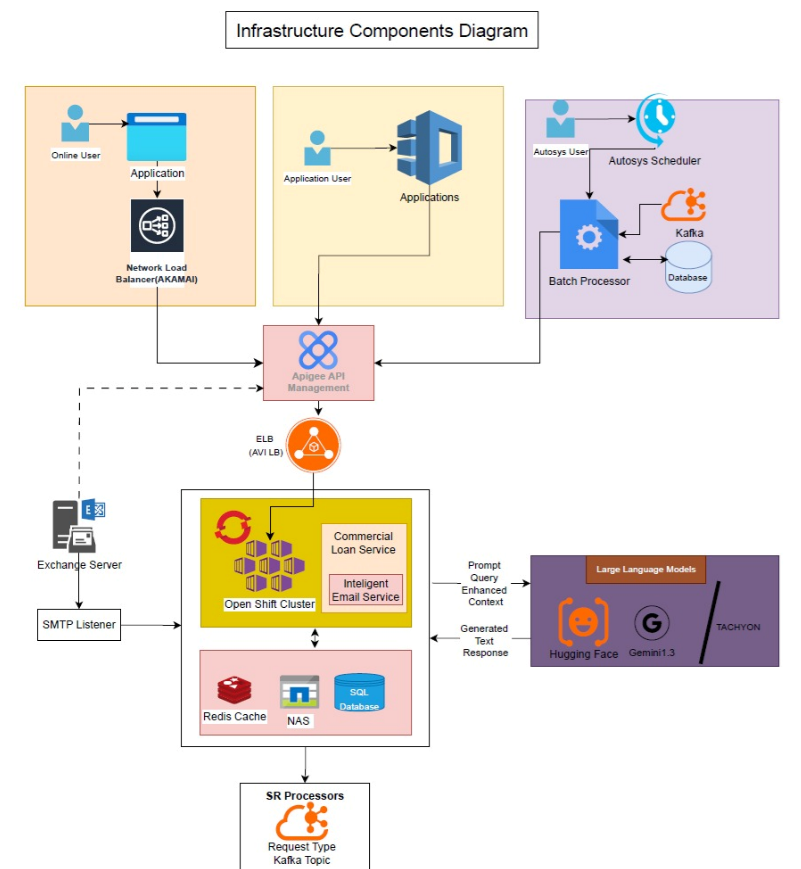 Infrastructure Components Diagram
Online User
Application
Network Load
Balancer(AKAMAI)
Application User
Applications
Autosys User
Autosys Scheduler
Kafka
Batch Processor
Database
Apigee API
Management
ELB
(AVI LB)
E
Exchange Server
SMTP Listener
Commercial
Loan Service
Inteligent
Email Service
Open Shift Cluster
Redis Cache
NAS
SQL
Database
Prompt
Query
Enhanced
Context
Generated
Text
Response
Large Language Models
Hugging Face
G
Gemini1.3
TACHYON
SR Processors
Request Type
Kafka Topic